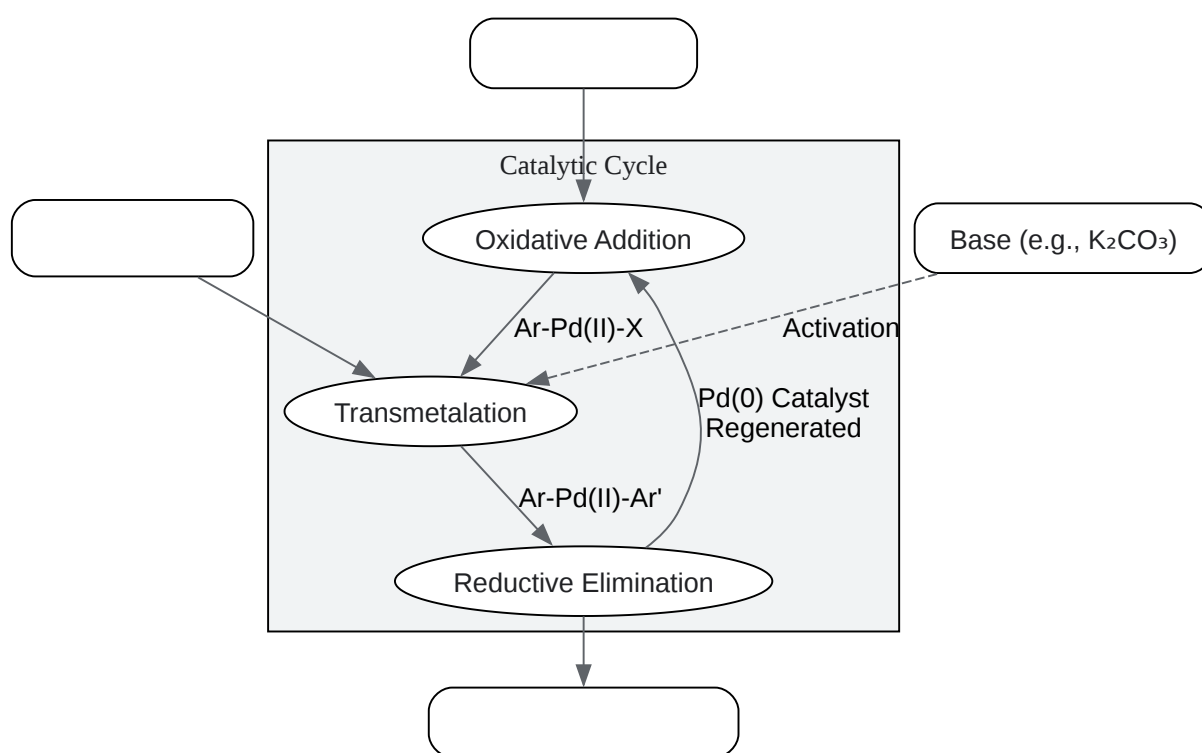 Catalytic Cycle
Oxidative Addition
Base (e.g., K₂CO₃)
Ar-Pd(II)-X
Activation
Pd(0) Catalyst
Regenerated
Transmetalation
Ar-Pd(II)-Ar'
Reductive Elimination